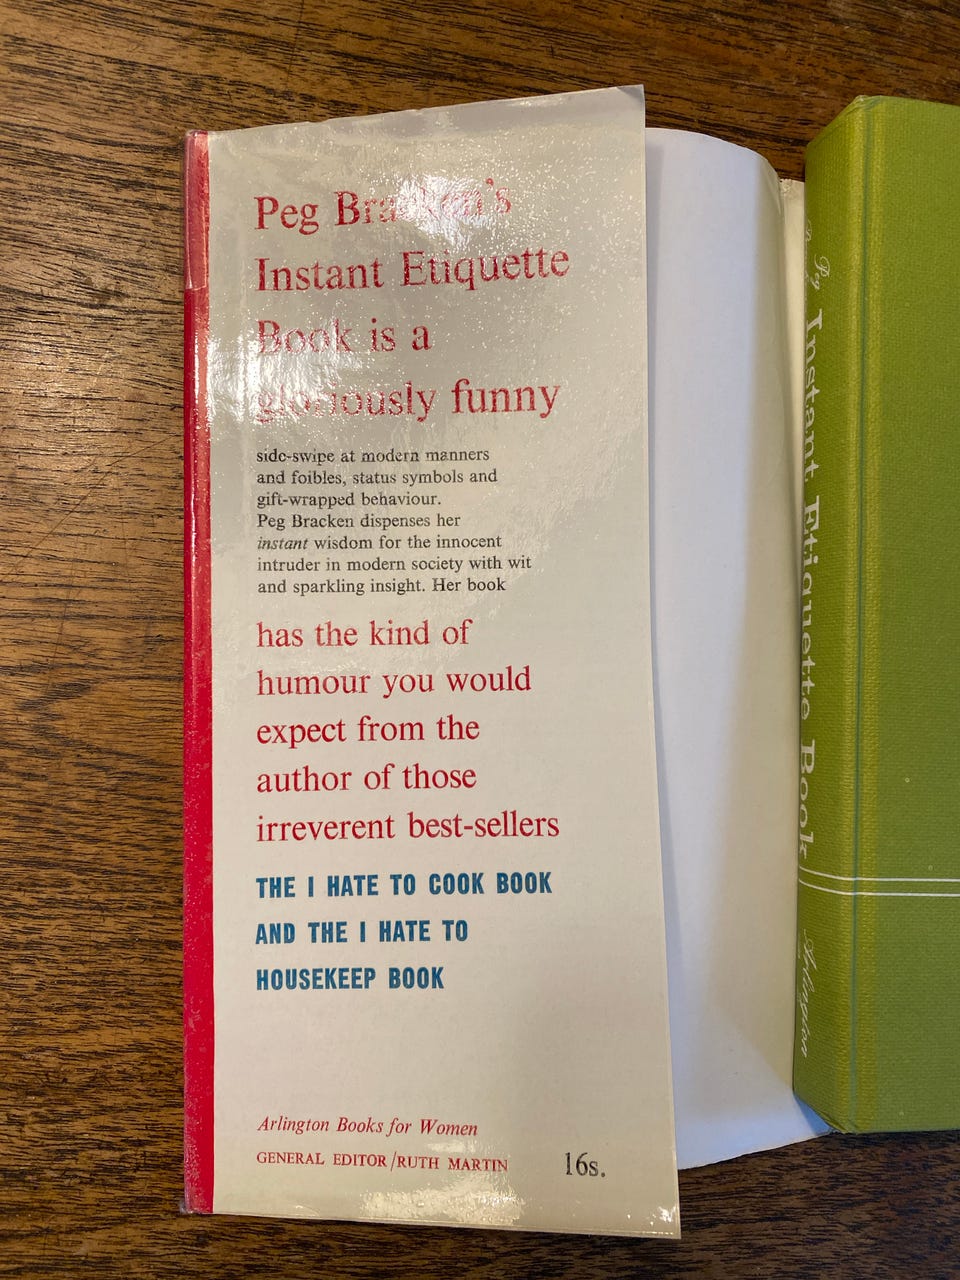 Peg Bracken's
Instant Etiquette
Book is a
gloriously funny
side-swipe at modern manners
and foibles, status symbols and
gift-wrapped behaviour.
Peg Bracken dispenses her
instant wisdom for the innocent
intruder in modern society with wit
and sparkling insight. Her book
has the kind of
humour you would
expect from the
author of those
irreverent best-sellers
THE I HATE TO COOK BOOK
AND THE I HATE TO
HOUSEKEEP BOOK
Arlington Books for Women
GENERAL EDITOR/RUTH MARTIN
16s.
Peg
Instant Etiquette Book
Arlington